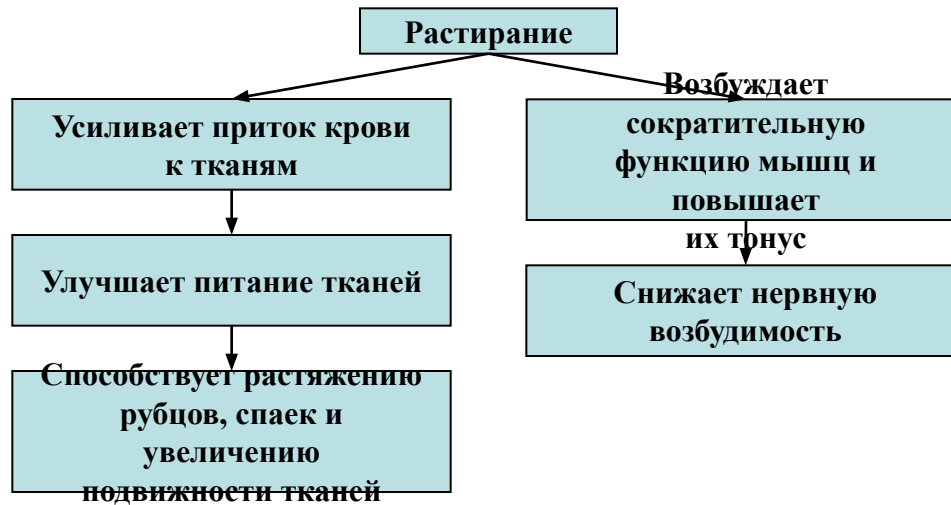 Растирание
Усиливает приток крови
к тканям
Улучшает питание тканей
Способствует растяжению
рубцов, спаек и
увеличению
подвижности тканей
Возбуждает
сократительную
функцию мышц и
повышает
их тонус
Снижает нервную
возбудимость